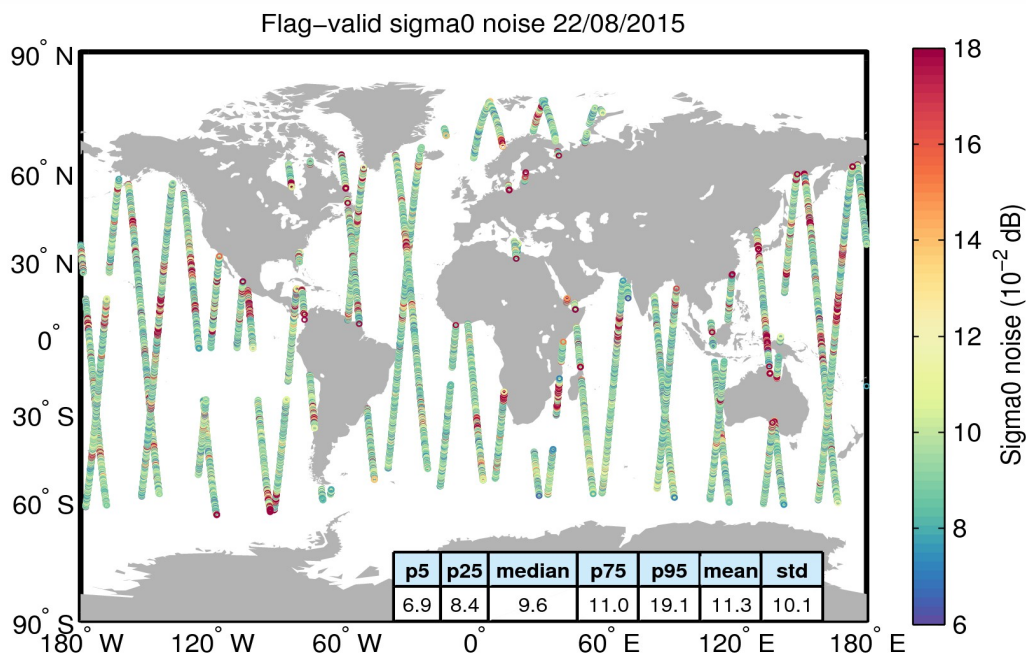 Flag−valid sigma0 noise 22/08/2015
90° N
60° N
30° N
0°
30° S
60° S
90° S
180° W
120° W
60° W
0°
60° E
120° E
180° E
p5 p25 median p75 p95 mean std
6.9 8.4 9.6 11.0 19.1 11.3 10.1
18
16
14
12
10
8
6
Sigma0 noise (10⁻² dB)